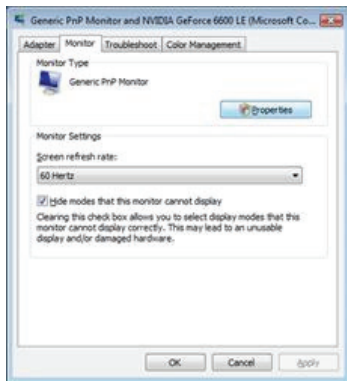 Generic PnP Monitor and NVIDIA GeForce 6600 LE (Microsoft Co...
Adapter Monitor Troubleshoot Color Management
Monitor Type
Generic PnP Monitor
Properties
Monitor Settings
Screen refresh rate:
60 Hertz
Hide modes that this monitor cannot display
Clearing this check box allows you to select display modes that this
monitor cannot display correctly. This may lead to an unusable
display and/or damaged hardware.
OK Cancel Apply